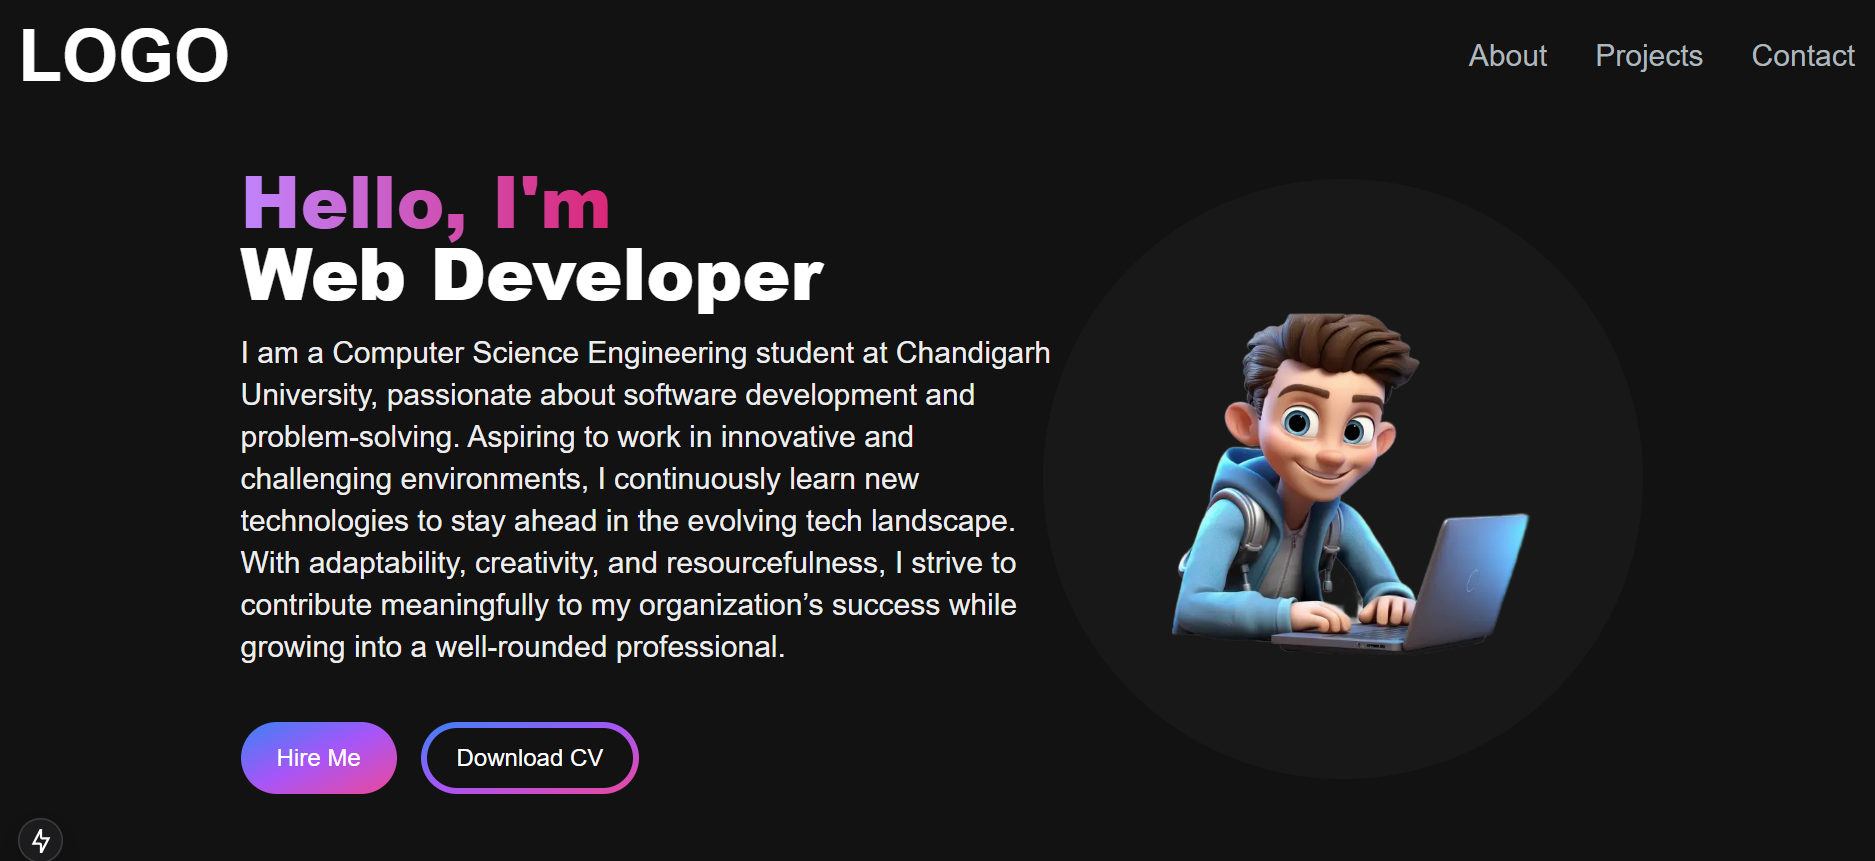 LOGO
About Projects Contact
Hello, I'm
Web Developer
I am a Computer Science Engineering student at Chandigarh
University, passionate about software development and
problem-solving. Aspiring to work in innovative and
challenging environments, I continuously learn new
technologies to stay ahead in the evolving tech landscape.
With adaptability, creativity, and resourcefulness, I strive to
contribute meaningfully to my organization’s success while
growing into a well-rounded professional.
Hire Me Download CV